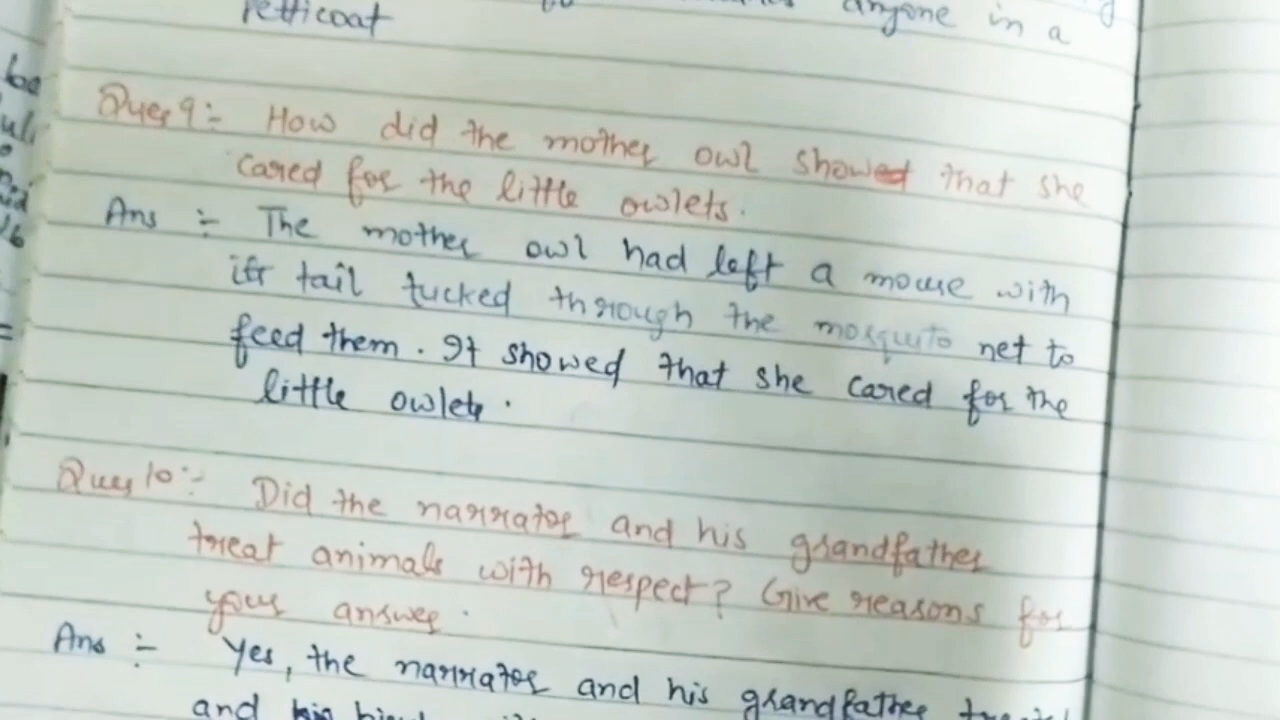 petticoat anyone in a
Ques 9:- How did the mother owl showed that she
cared for the little owlets.
Ans :- The mother owl had left a mouse with
its tail tucked through the mosquito net to
feed them. It showed that she cared for the
little owlets.
Ques 10:- Did the narrator and his grandfather
treat animals with respect? Give reasons for
your answer.
Ans :- Yes, the narrator and his grandfather
and his